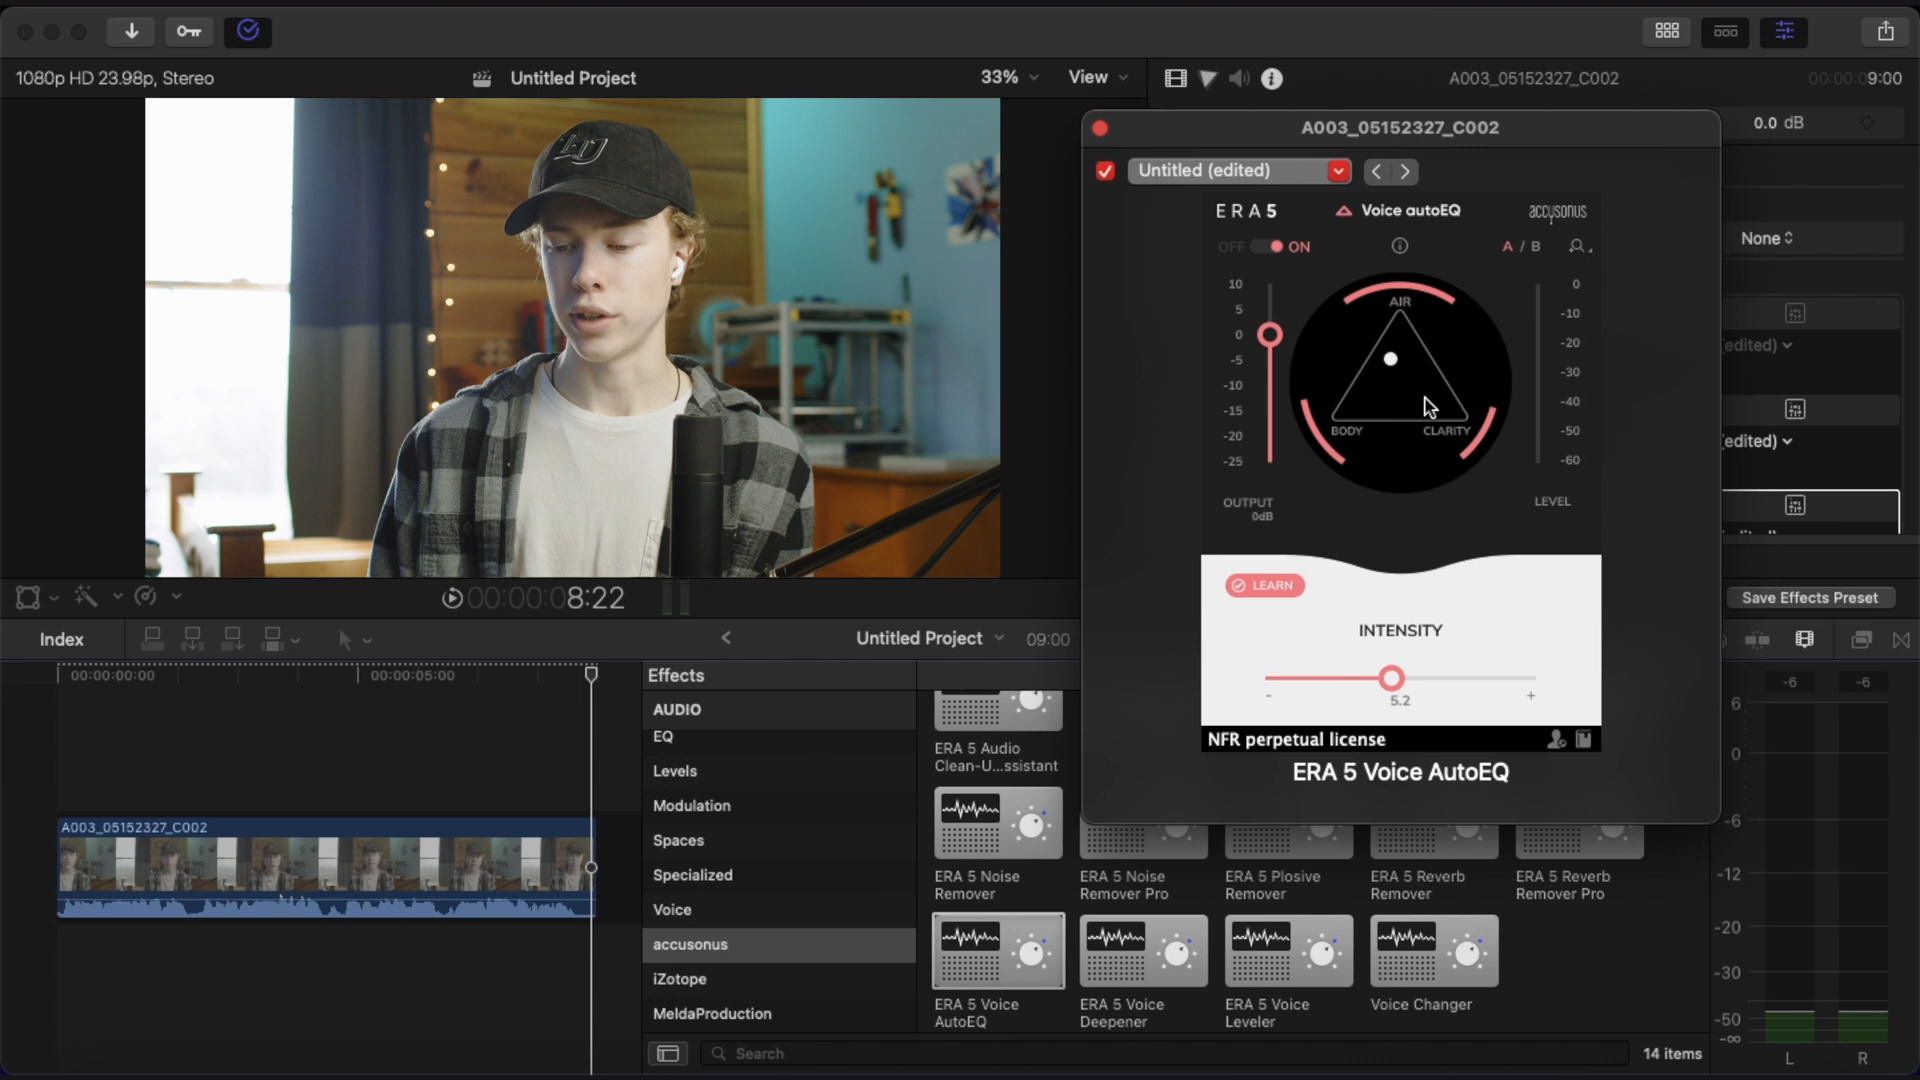 1080p HD 23.98p, Stereo
Untitled Project
33%
View
A003_05152327_C002
00:00:09:00
0.0 dB
None
(edited)
(edited)
Save Effects Preset
A003_05152327_C002
Untitled (edited)
ERA5
Voice autoEQ
accusonus
OFF
ON
A / B
10
5
0
-5
-10
-15
-20
-25
AIR
BODY
CLARITY
0
-10
-20
-30
-40
-50
-60
OUTPUT
0dB
LEVEL
LEARN
INTENSITY
-
+
5.2
NFR perpetual license
ERA 5 Voice AutoEQ
00:00:08:22
Index
Untitled Project
09:00
00:00:00:00
00:00:05:00
A003_05152327_C002
Effects
AUDIO
EQ
Levels
Modulation
Spaces
Specialized
Voice
accusonus
iZotope
MeldaProduction
ERA 5 Audio
Clean-U...ssistant
ERA 5 Noise
Remover
ERA 5 Noise
Remover Pro
ERA 5 Plosive
Remover
ERA 5 Reverb
Remover
ERA 5 Reverb
Remover Pro
ERA 5 Voice
AutoEQ
ERA 5 Voice
Deepener
ERA 5 Voice
Leveler
Voice Changer
Search
14 items
-6
-6
6
0
-6
-12
-20
-30
-50
-∞
L
R